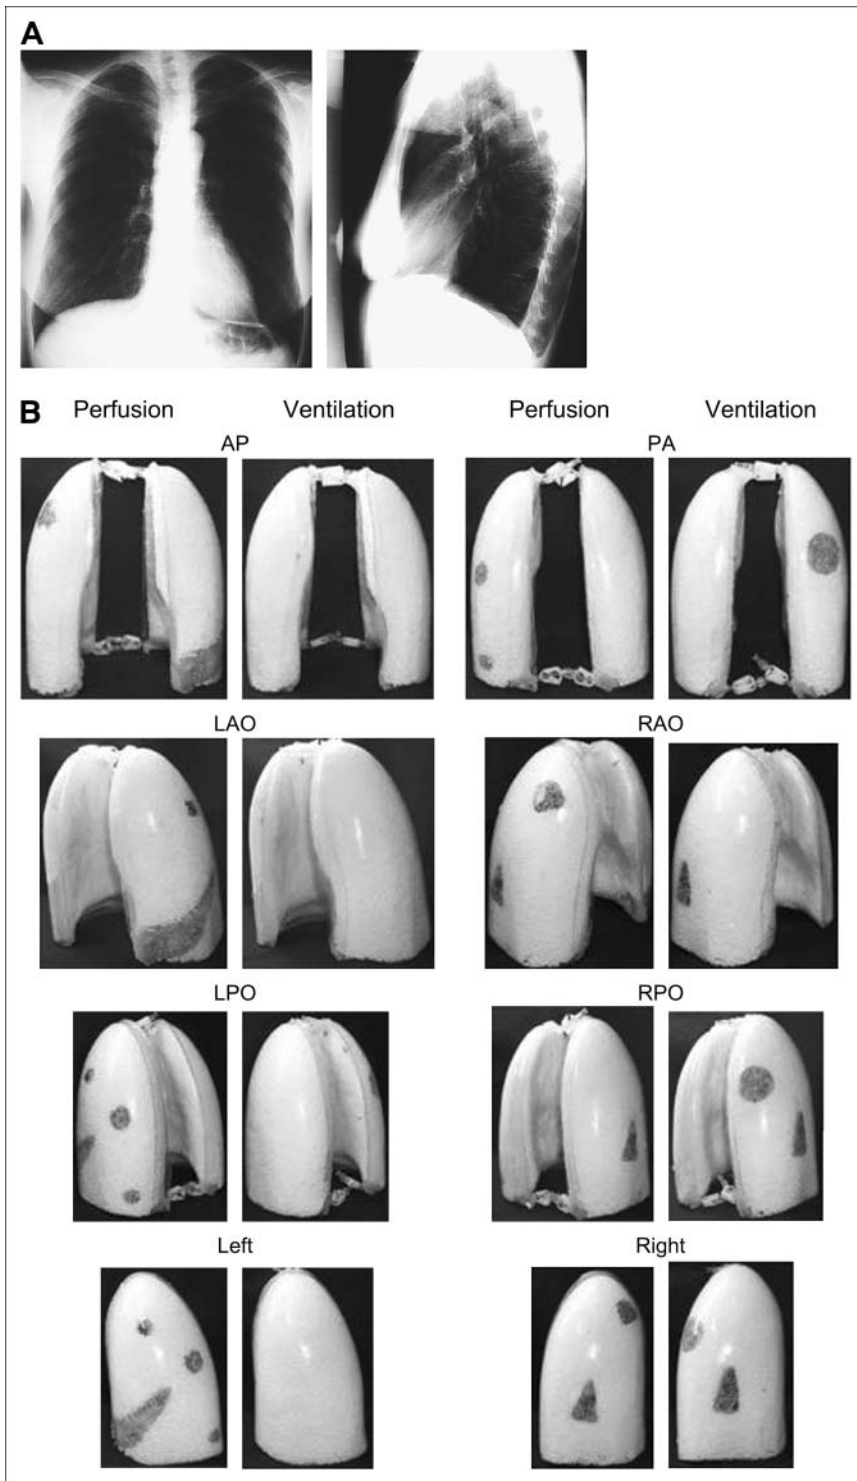 A
B Perfusion Ventilation Perfusion Ventilation
AP PA
LAO RAO
LPO RPO
Left Right